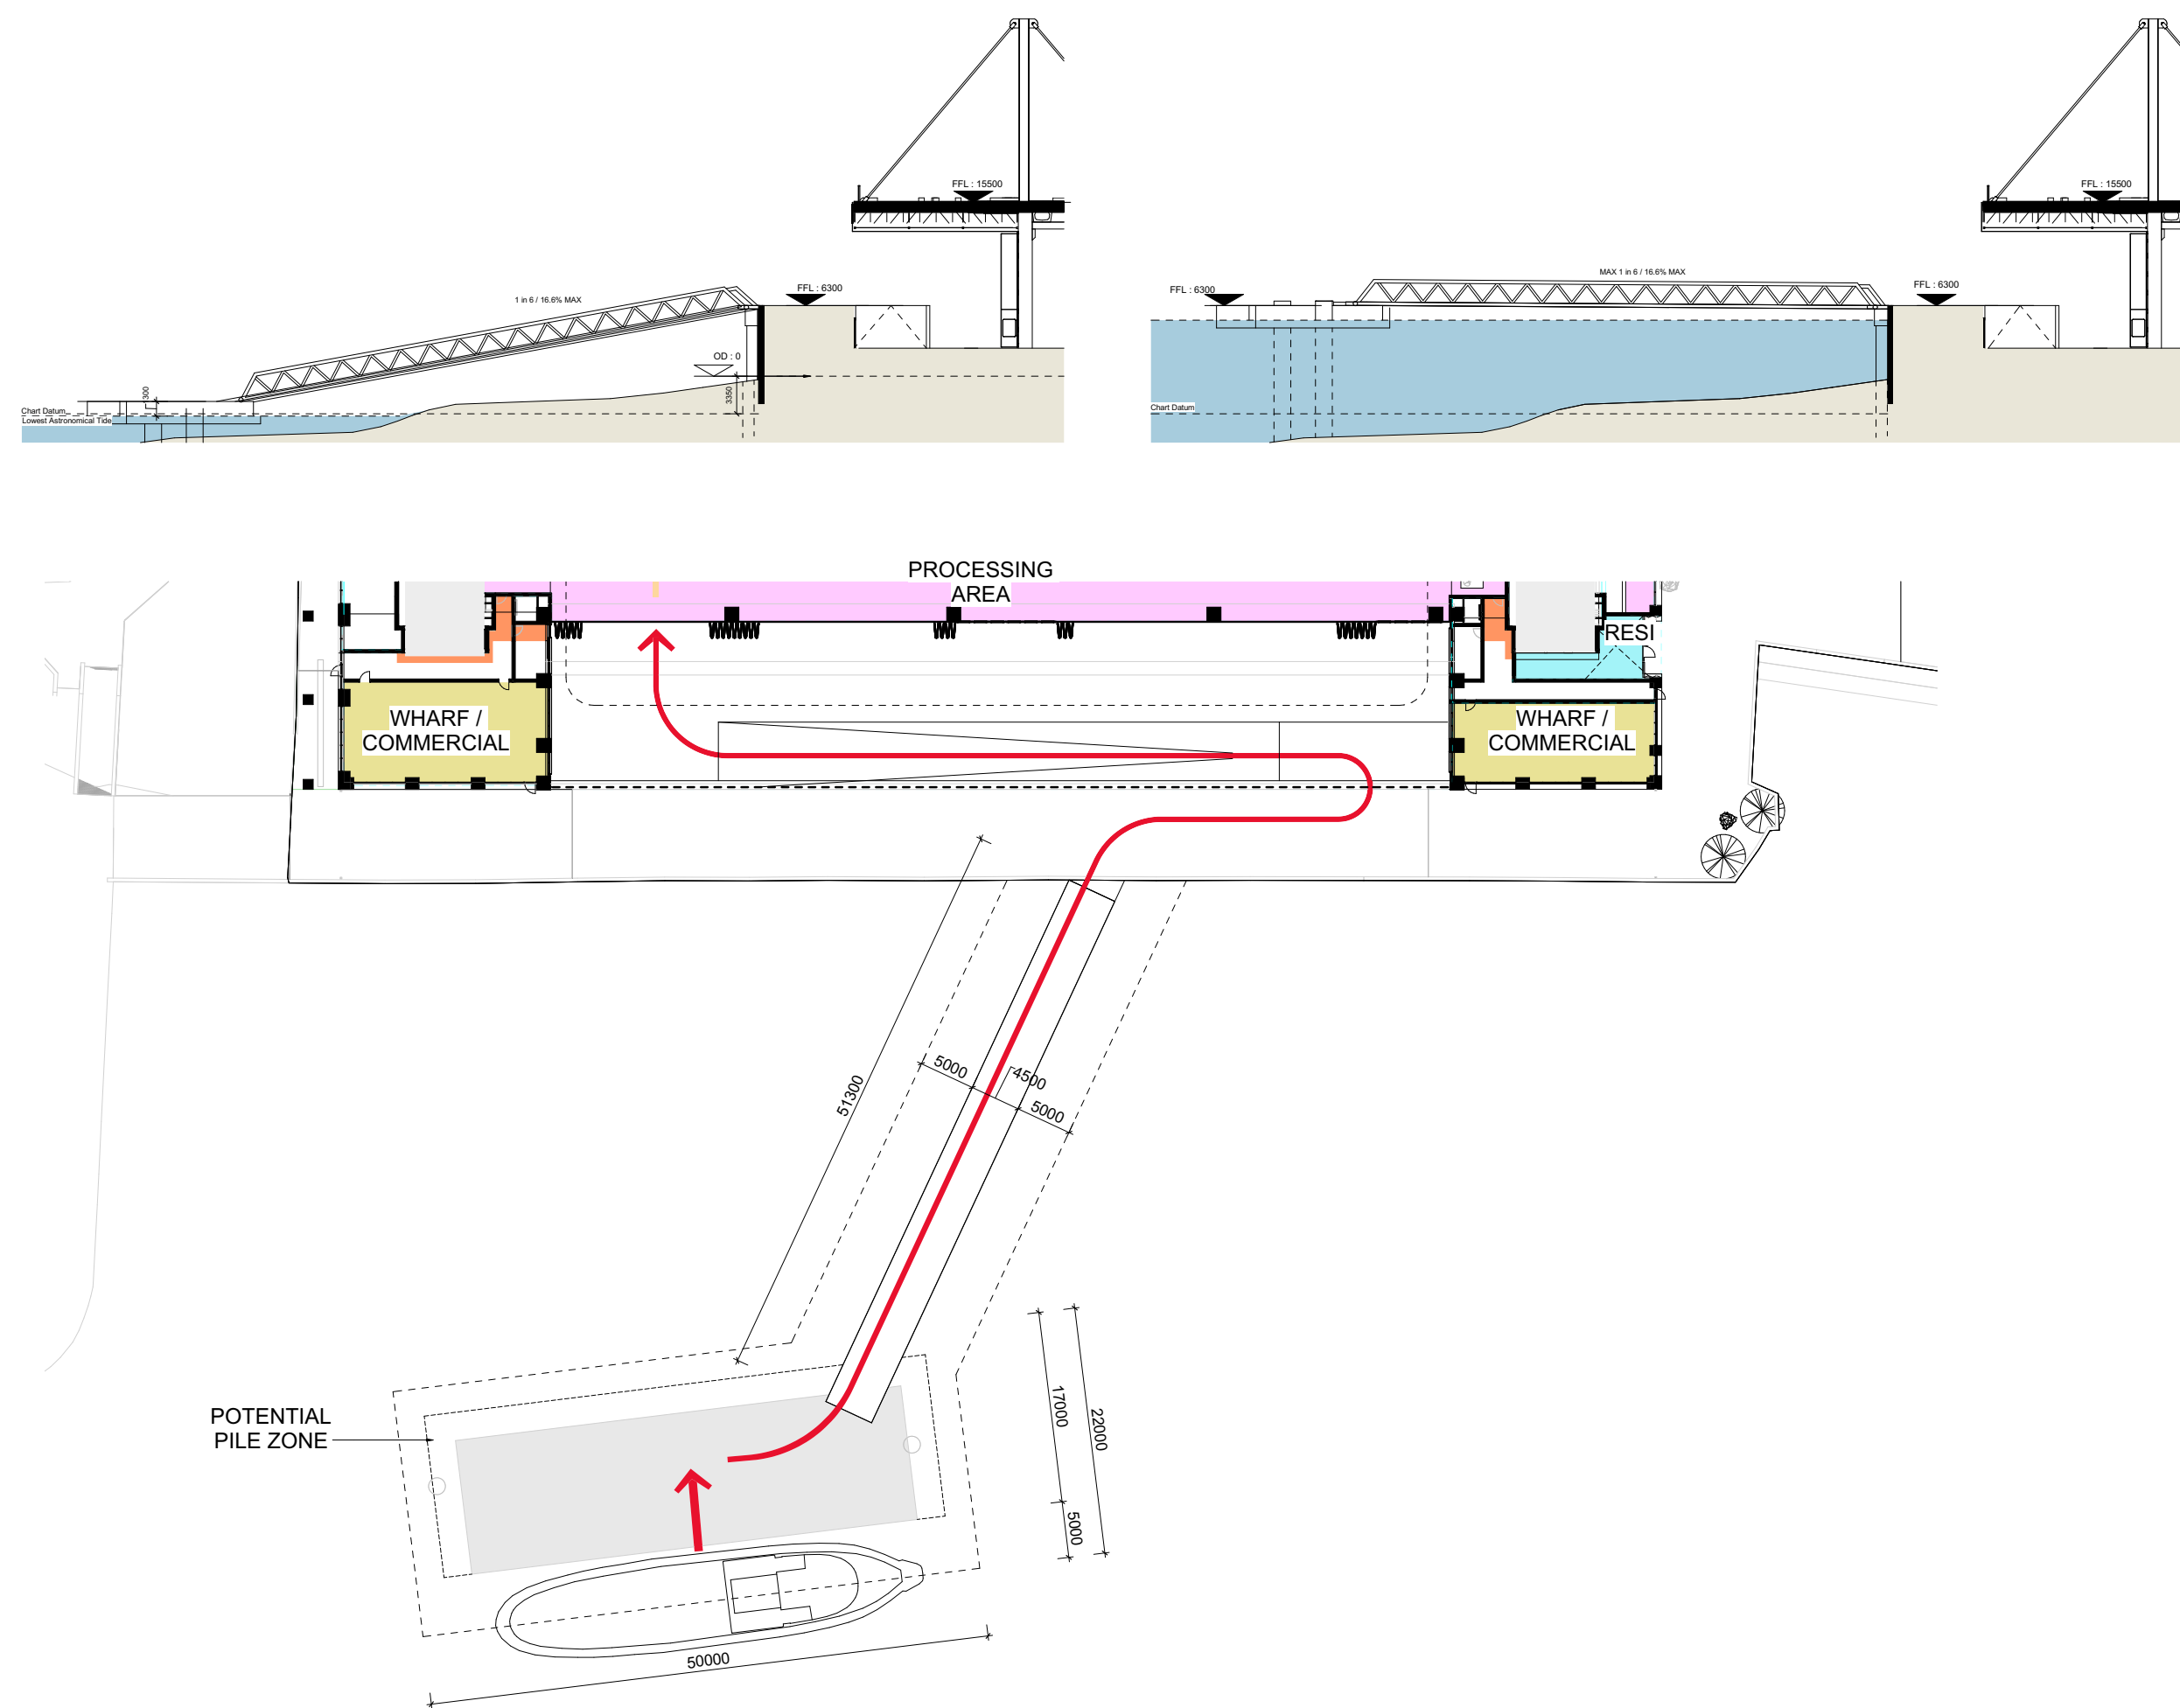 FFL : 15500
FFL : 6300
1 in 6 / 16.6% MAX
OD : 0
3350
Chart Datum
Lowest Astronomical Tide
FFL : 15500
MAX 1 in 6 / 16.6% MAX
FFL : 6300
FFL : 6300
Chart Datum
PROCESSING
AREA
RESI
WHARF /
COMMERCIAL
WHARF /
COMMERCIAL
5000
4500
5000
51300
17000
22000
5000
POTENTIAL
PILE ZONE
50000